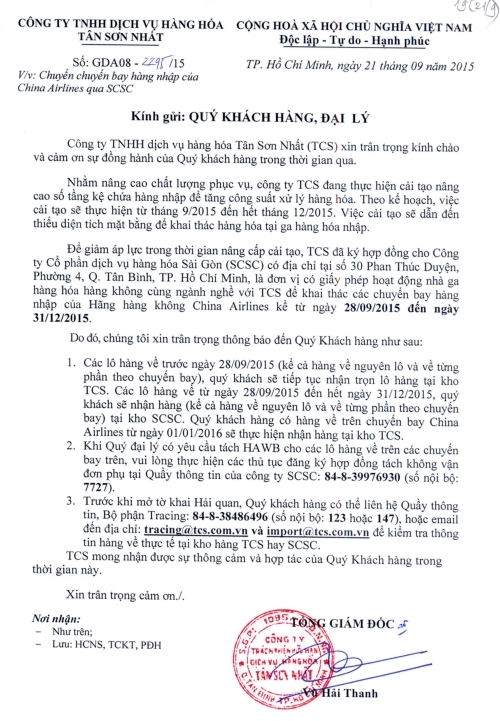 19(21/9)
CÔNG TY TNHH DỊCH VỤ HÀNG HÓA
TÂN SƠN NHẤT
CỘNG HOÀ XÃ HỘI CHỦ NGHĨA VIỆT NAM
Độc lập - Tự do - Hạnh phúc
Số: GDA08 - 2295/15
V/v: Chuyển chuyến bay hàng nhập của
China Airlines qua SCSC
TP. Hồ Chí Minh, ngày 21 tháng 09 năm 2015
Kính gửi: QUÝ KHÁCH HÀNG, ĐẠI LÝ
Công ty TNHH dịch vụ hàng hóa Tân Sơn Nhất (TCS) xin trân trọng kính chào
và cảm ơn sự đồng hành của Quý khách hàng trong thời gian qua.
Nhằm nâng cao chất lượng phục vụ, công ty TCS đang thực hiện cải tạo nâng
cao số tầng kệ chứa hàng nhập để tăng công suất xử lý hàng hóa. Theo kế hoạch, việc
cải tạo sẽ thực hiện từ tháng 9/2015 đến hết tháng 12/2015. Việc cải tạo sẽ dẫn đến
thiếu diện tích mặt bằng để khai thác hàng hóa tại ga hàng hóa nhập.
Để giảm áp lực trong thời gian nâng cấp cải tạo, TCS đã ký hợp đồng cho Công
ty Cổ phần dịch vụ hàng hóa Sài Gòn (SCSC) có địa chỉ tại số 30 Phan Thúc Duyện,
Phường 4, Q. Tân Bình, TP. Hồ Chí Minh, là đơn vị có giấy phép hoạt động nhà ga
hàng hóa hàng không cùng ngành nghề với TCS để khai thác các chuyến bay hàng
nhập của Hãng hàng không China Airlines kể từ ngày 28/09/2015 đến ngày
31/12/2015.
Do đó, chúng tôi xin trân trọng thông báo đến Quý Khách hàng như sau:
1. Các lô hàng về trước ngày 28/09/2015 (kể cả hàng về nguyên lô và về từng
phần theo chuyến bay), quý khách sẽ tiếp tục nhận trọn lô hàng tại kho
TCS. Các lô hàng về từ ngày 28/09/2015 đến hết ngày 31/12/2015, quý
khách sẽ nhận hàng (kể cả hàng về nguyên lô và về từng phần theo chuyến
bay) tại kho SCSC. Quý khách hàng có hàng về trên chuyến bay China
Airlines từ ngày 01/01/2016 sẽ thực hiện nhận hàng tại kho TCS.
2. Khi Quý đại lý có yêu cầu tách HAWB cho các lô hàng về trên các chuyến
bay trên, vui lòng thực hiện các thủ tục đăng ký hợp đồng tách không vận
đơn phụ tại Quầy thông tin của công ty SCSC: 84-8-39976930 (số nội bộ:
7727).
3. Trước khi mở tờ khai Hải quan, Quý khách hàng có thể liên hệ Quầy thông
tin, Bộ phận Tracing: 84-8-38486496 (số nội bộ: 123 hoặc 147), hoặc email
đến địa chỉ: tracing@tcs.com.vn và import@tcs.com.vn để kiểm tra thông
tin hàng về thực tế tại kho hàng TCS hay SCSC.
TCS mong nhận được sự thông cảm và hợp tác của Quý Khách hàng trong
thời gian này.
Xin trân trọng cảm ơn./.
Nơi nhận:
– Như trên;
– Lưu: HCNS, TCKT, PĐH
TỔNG GIÁM ĐỐC
CÔNG TY
TRÁCH NHIỆM HỮU HẠN
DỊCH VỤ HÀNG HÓA
TÂN SƠN NHẤT
Võ Hải Thanh